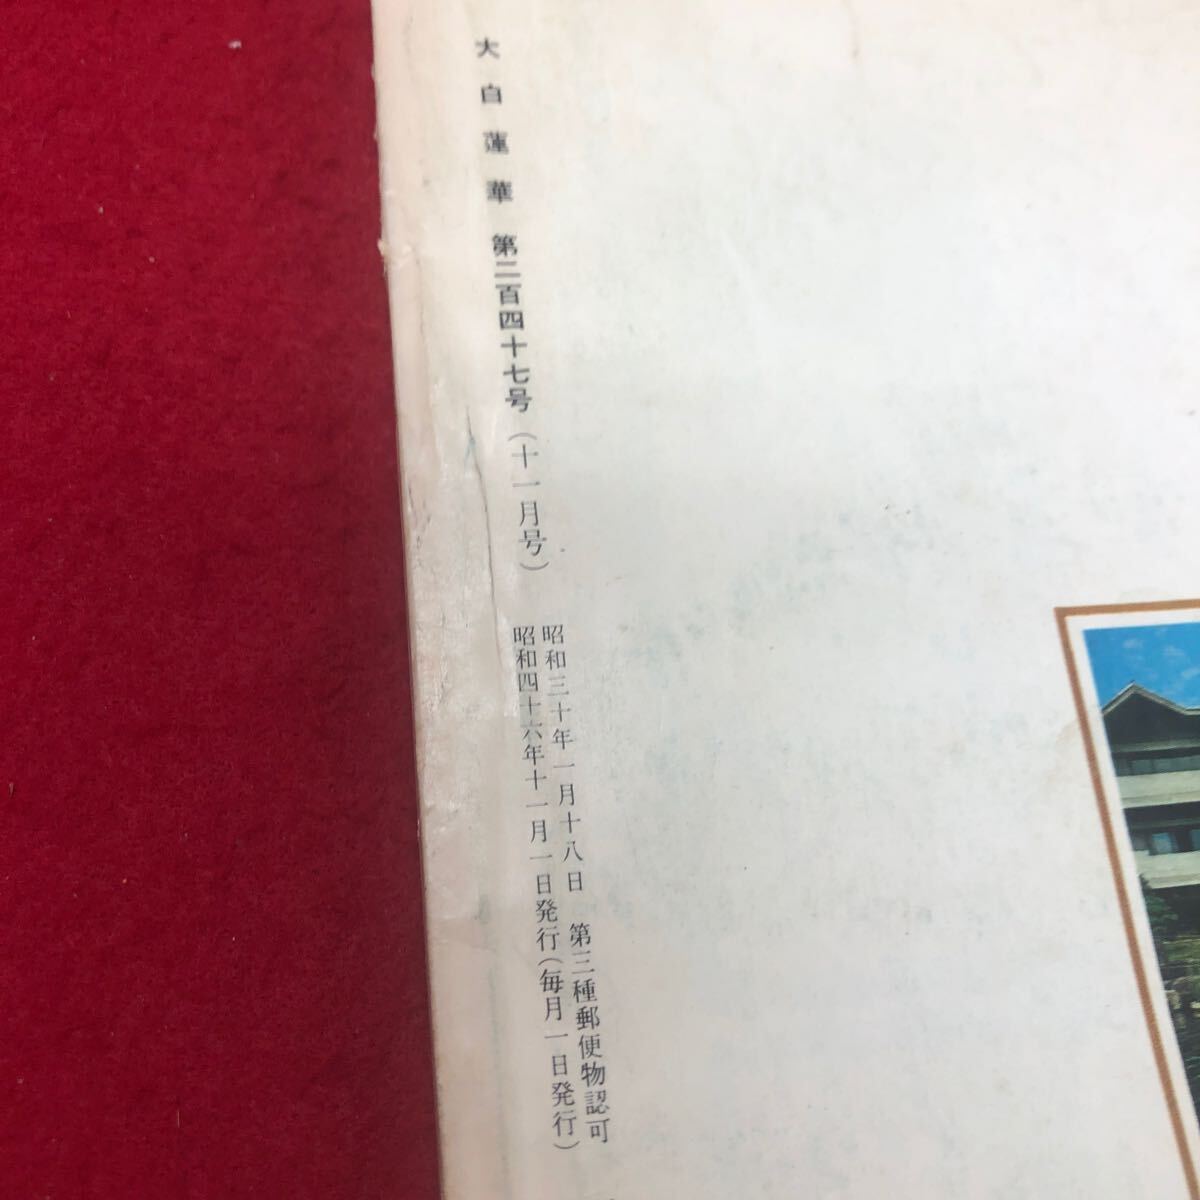 大白蓮華 第二百四十七号(十一月号)
昭和三十年一月十八日 第三種郵便物認可
昭和四十六年十一月一日発行(毎月一日発行)